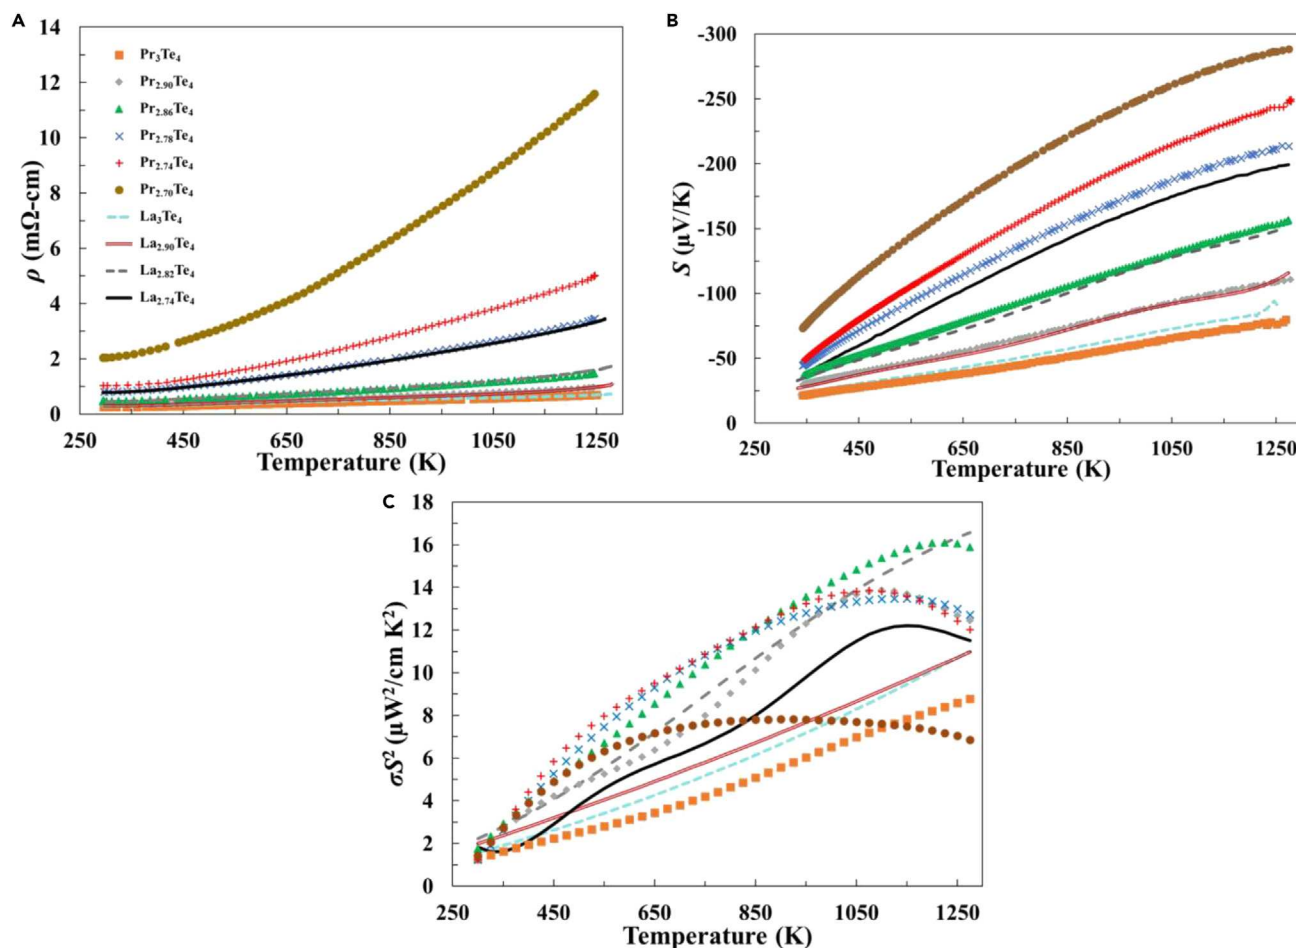 A
14
12
10
8
6
4
2
0
ρ (mΩ-cm)
Pr₃Te₄
Pr₂.₉₀Te₄
Pr₂.₈₆Te₄
Pr₂.₇₈Te₄
Pr₂.₇₄Te₄
Pr₂.₇₀Te₄
La₃Te₄
La₂.₉₀Te₄
La₂.₈₂Te₄
La₂.₇₄Te₄
250 450 650 850 1050 1250
Temperature (K)
B
-300
-250
-200
-150
-100
-50
0
S (µV/K)
250 450 650 850 1050 1250
Temperature (K)
C
18
16
14
12
10
8
6
4
2
0
σS² (µW²/cm K²)
250 450 650 850 1050 1250
Temperature (K)